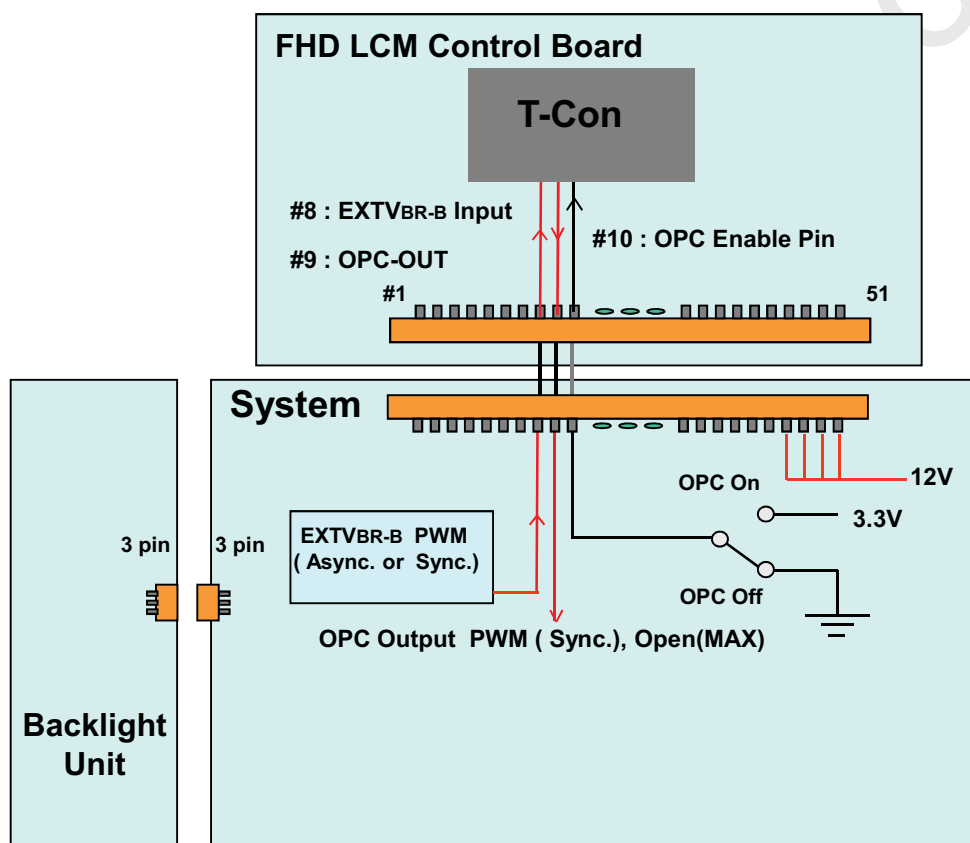 FHD LCM Control Board
T-Con
#8 : EXTVBR-B Input
#9 : OPC-OUT
#10 : OPC Enable Pin
#1
51
System
12V
OPC On
3.3V
OPC Off
3 pin
3 pin
EXTVBR-B PWM
( Async. or Sync.)
OPC Output PWM ( Sync.), Open(MAX)
Backlight
Unit